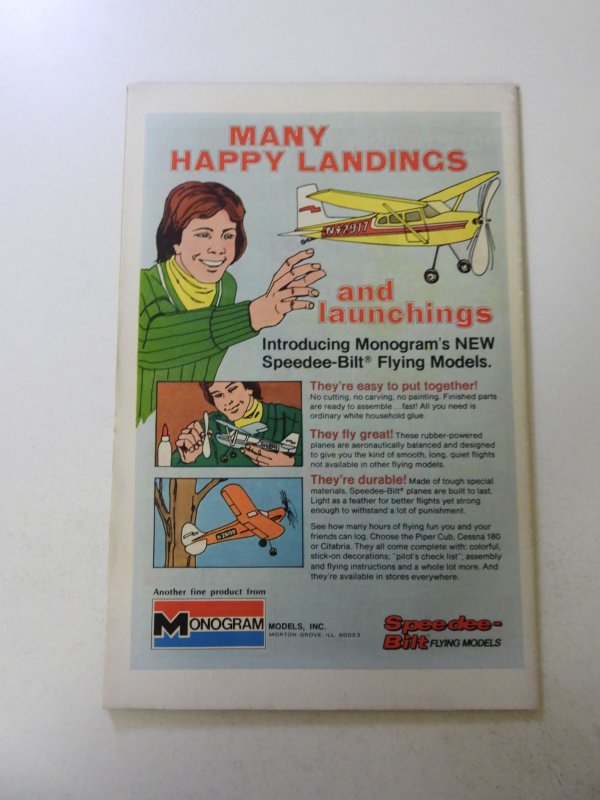 MANY
HAPPY LANDINGS
N42917
and
launchings
Introducing Monogram's NEW
Speedee-Bilt® Flying Models.
They're easy to put together!
No cutting, no carving, no painting. Finished parts
are ready to assemble...fast! All you need is
ordinary white household glue.
They fly great! These rubber-powered
planes are aeronautically balanced and designed
to give you the kind of smooth, long, quiet flights
not available in other flying models.
They're durable! Made of tough special
materials, Speedee-Bilt® planes are built to last.
Light as a feather for better flights yet strong
enough to withstand a lot of punishment.
See how many hours of flying fun you and your
friends can log. Choose the Piper Cub, Cessna 180
or Citabria. They all come complete with: colorful,
stick-on decorations; "pilot's check list"; assembly
and flying instructions and a whole lot more. And
they're available in stores everywhere.
Another fine product from
MONOGRAM MODELS, INC.
MORTON GROVE, ILL. 60053
Speedee-
Bilt® FLYING MODELS